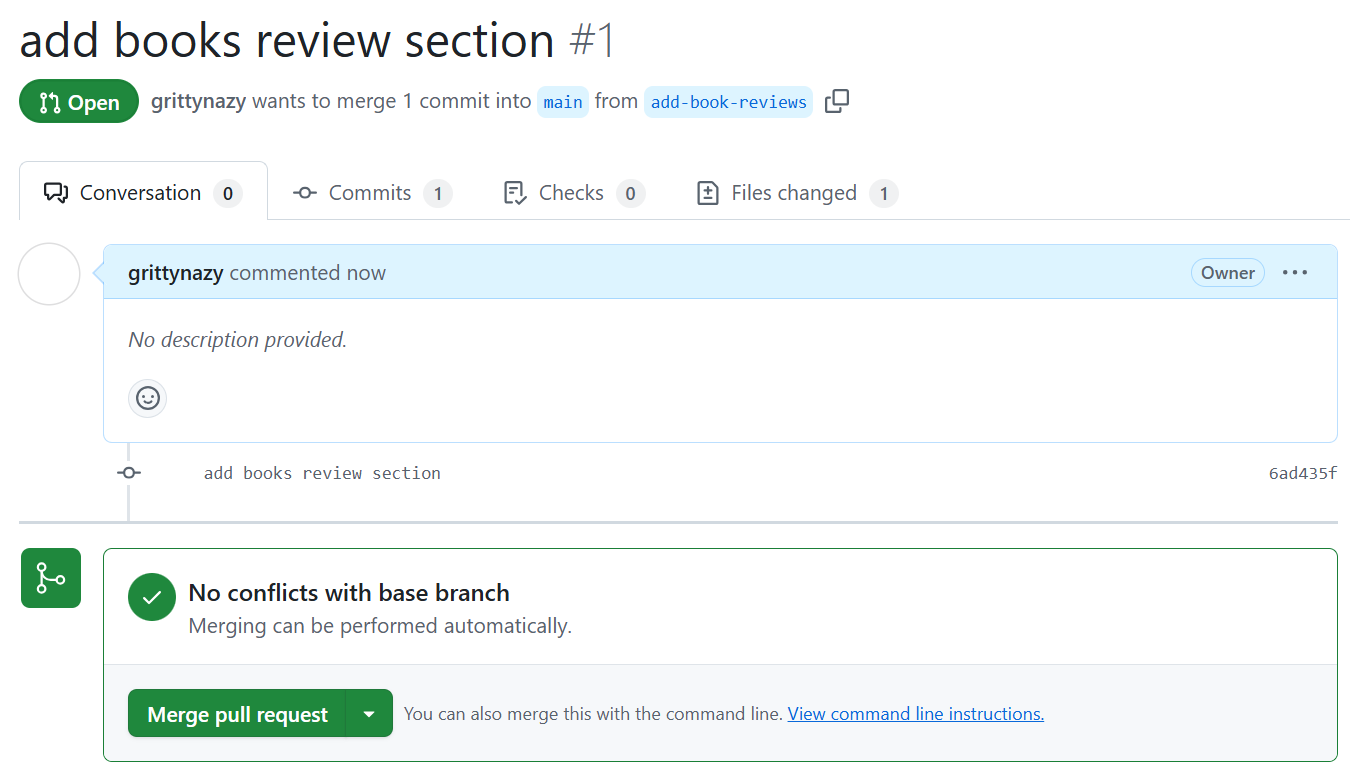 add books review section #1
Open grittynazy wants to merge 1 commit into main from add-book-reviews
Conversation 0 Commits 1 Checks 0 Files changed 1
grittynazy commented now Owner
No description provided.
add books review section 6ad435f
No conflicts with base branch
Merging can be performed automatically.
Merge pull request You can also merge this with the command line. View command line instructions.